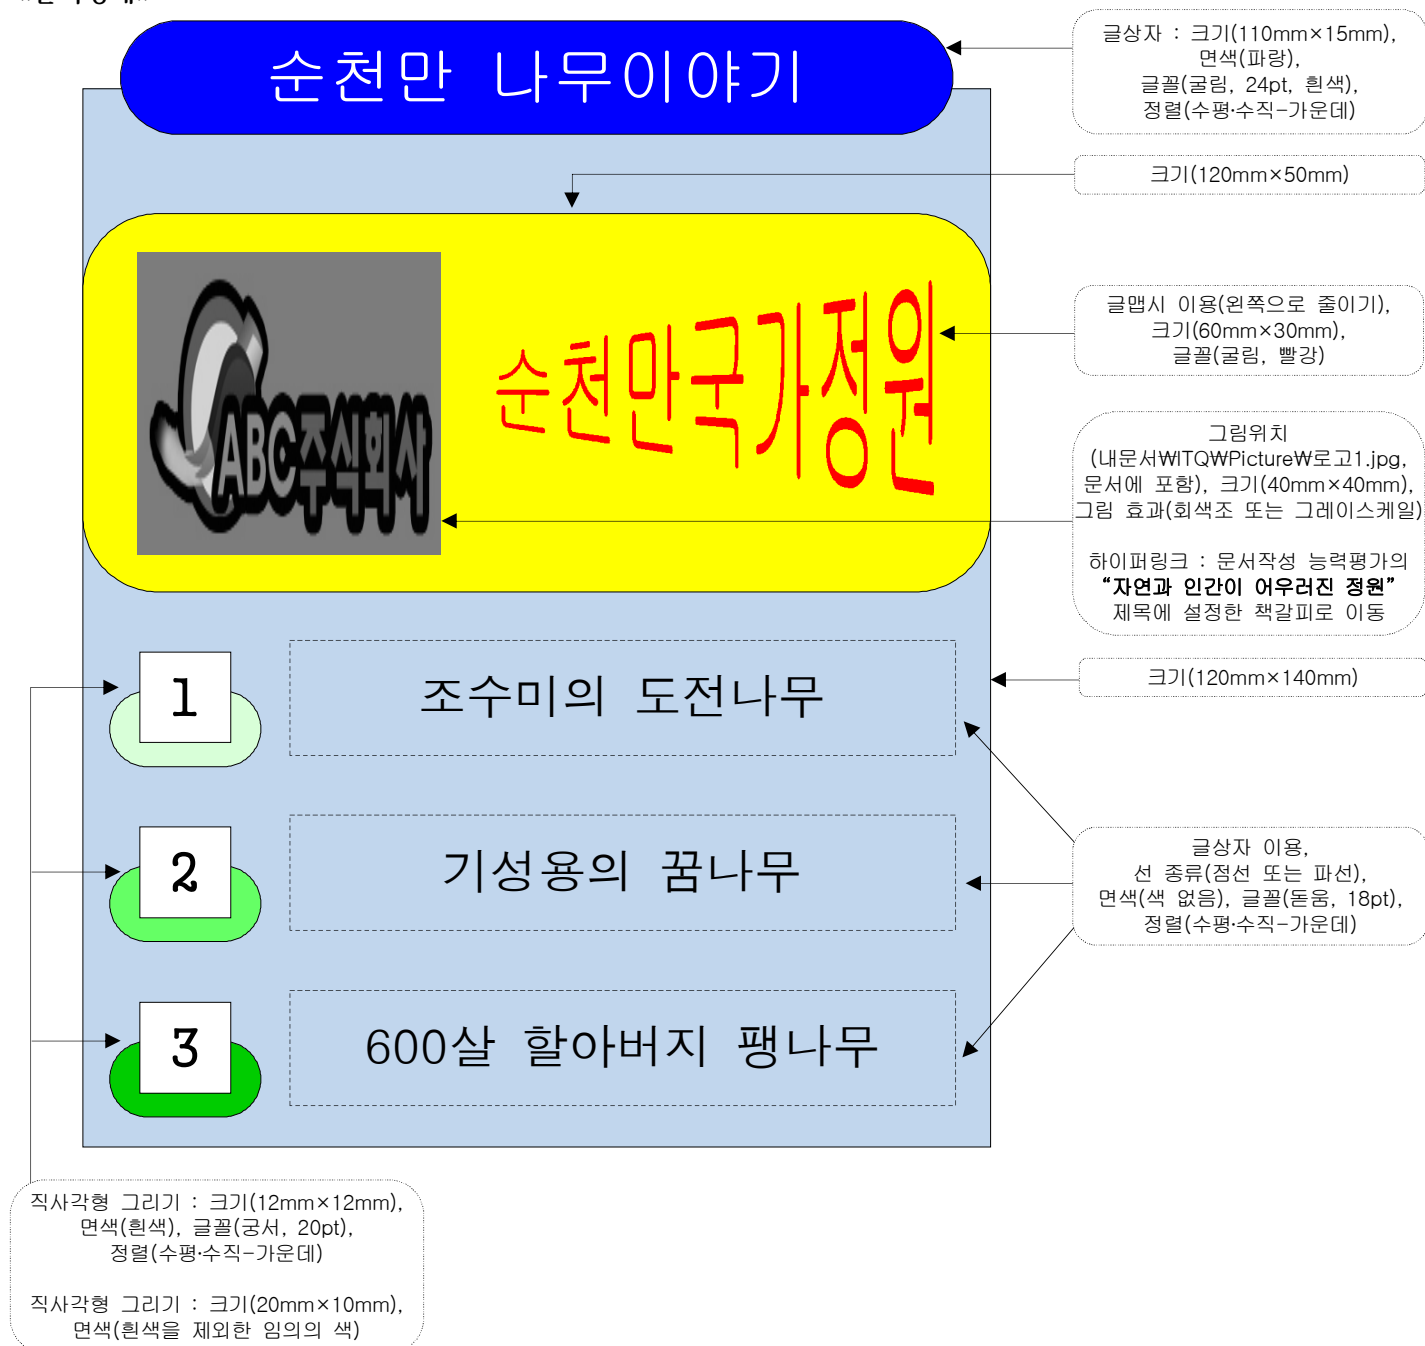 순천만 나무이야기
글상자 : 크기(110mm×15mm),
면색(파랑),
글꼴(굴림, 24pt, 흰색),
정렬(수평·수직-가운데)
크기(120mm×50mm)
ABC주식회사
순천만국가정원
글맵시 이용(왼쪽으로 줄이기),
크기(60mm×30mm),
글꼴(굴림, 빨강)
그림위치
(내문서₩ITQ₩Picture₩로고1.jpg,
문서에 포함), 크기(40mm×40mm),
그림 효과(회색조 또는 그레이스케일)
하이퍼링크 : 문서작성 능력평가의
“자연과 인간이 어우러진 정원”
제목에 설정한 책갈피로 이동
크기(120mm×140mm)
1
조수미의 도전나무
2
기성용의 꿈나무
3
600살 할아버지 팽나무
글상자 이용,
선 종류(점선 또는 파선),
면색(색 없음), 글꼴(돋움, 18pt),
정렬(수평·수직-가운데)
직사각형 그리기 : 크기(12mm×12mm),
면색(흰색), 글꼴(궁서, 20pt),
정렬(수평·수직-가운데)
직사각형 그리기 : 크기(20mm×10mm),
면색(흰색을 제외한 임의의 색)